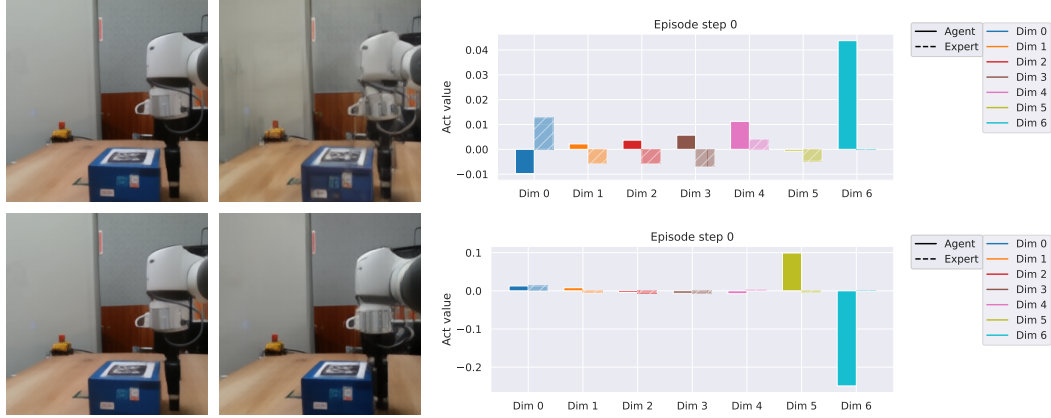 Episode step 0
Act value
0.04
0.03
0.02
0.01
0.00
−0.01
Dim 0 Dim 1 Dim 2 Dim 3 Dim 4 Dim 5 Dim 6
Agent
Expert
Dim 0
Dim 1
Dim 2
Dim 3
Dim 4
Dim 5
Dim 6
Episode step 0
Act value
0.1
0.0
−0.1
−0.2
Dim 0 Dim 1 Dim 2 Dim 3 Dim 4 Dim 5 Dim 6
Agent
Expert
Dim 0
Dim 1
Dim 2
Dim 3
Dim 4
Dim 5
Dim 6